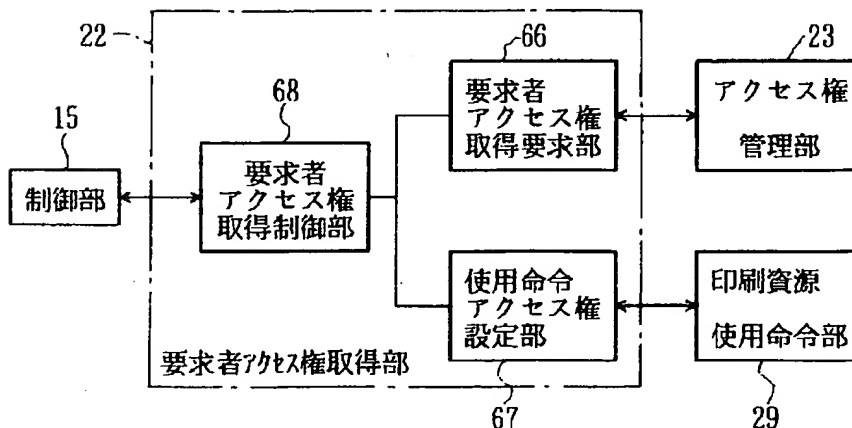 22
66
23
要求者
アクセス権
取得要求部
アクセス権
管理部
68
15
要求者
アクセス権
取得制御部
制御部
使用命令
アクセス権
設定部
印刷資源
使用命令部
要求者アクセス権取得部
67
29